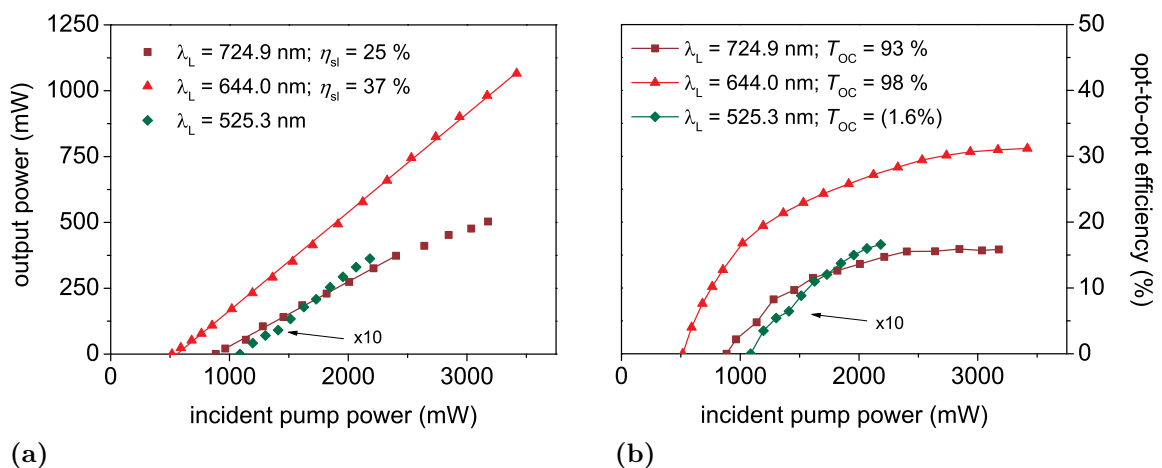 1250
1000
750
500
250
0
output power (mW)
λL = 724.9 nm; ηsl = 25 %
λL = 644.0 nm; ηsl = 37 %
λL = 525.3 nm
x10
0 1000 2000 3000
incident pump power (mW)
(a)
λL = 724.9 nm; TOC = 93 %
λL = 644.0 nm; TOC = 98 %
λL = 525.3 nm; TOC = (1.6%)
x10
50
40
30
20
10
0
opt-to-opt efficiency (%)
0 1000 2000 3000
incident pump power (mW)
(b)